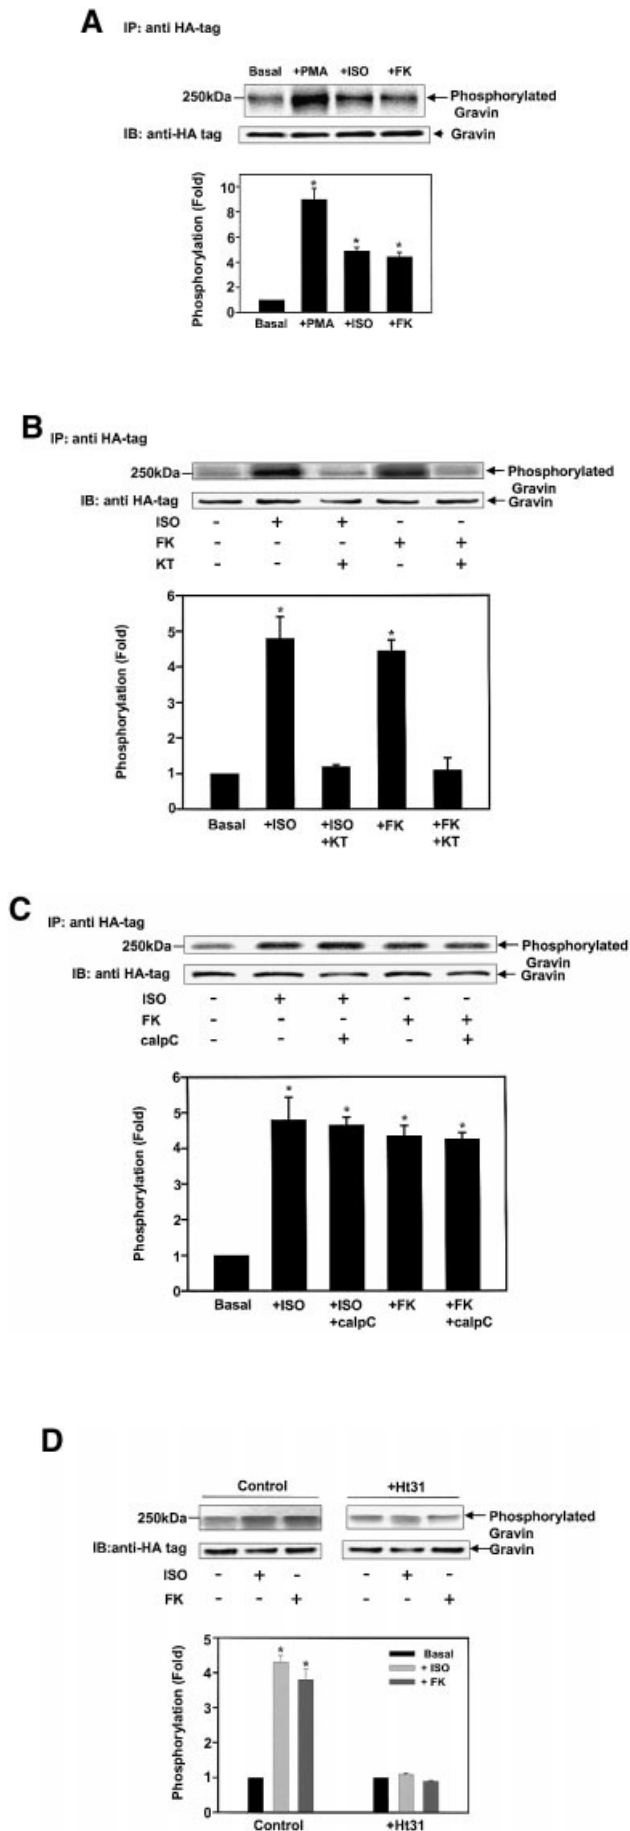 A
IP: anti HA-tag
Basal +PMA +ISO +FK
250kDa Phosphorylated
Gravin
IB: anti-HA tag Gravin
Phosphorylation (Fold)
10
8
6
4
2
0
* * *
Basal +PMA +ISO +FK
B
IP: anti HA-tag
250kDa Phosphorylated
Gravin
IB: anti HA-tag Gravin
ISO - + + - -
FK - - - + +
KT - - + - +
Phosphorylation (Fold)
6
5
4
3
2
1
0
* *
Basal +ISO +ISO +FK +FK
+KT +KT
C
IP: anti HA-tag
250kDa Phosphorylated
Gravin
IB: anti HA-tag Gravin
ISO - + + - -
FK - - - + +
calpC - - + - +
Phosphorylation (Fold)
6
5
4
3
2
1
0
* * * *
Basal +ISO +ISO +FK +FK
+calpC +calpC
D
Control +Ht31
250kDa Phosphorylated
Gravin
IB:anti-HA tag Gravin
ISO - + - - + -
FK - - + - - +
Phosphorylation (Fold)
5
4
3
2
1
0
* *
Basal
+ ISO
+ FK
Control +Ht31